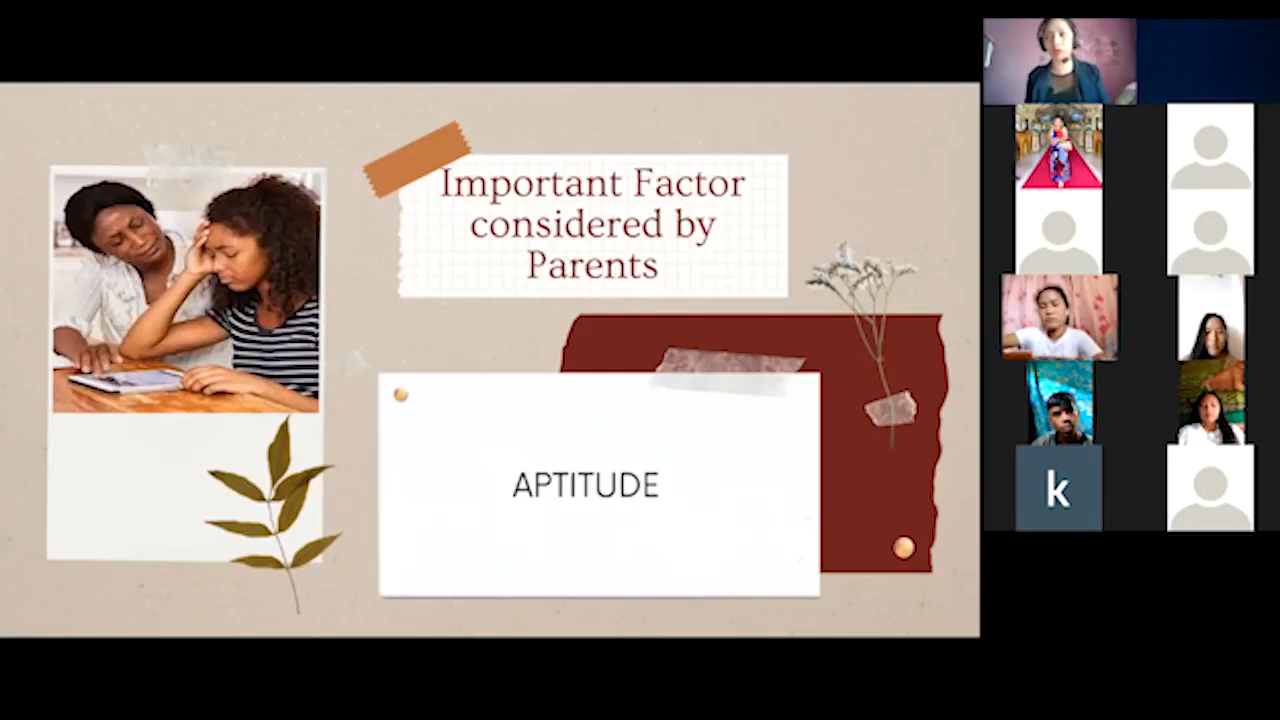 Important Factor
considered by
Parents
APTITUDE
k